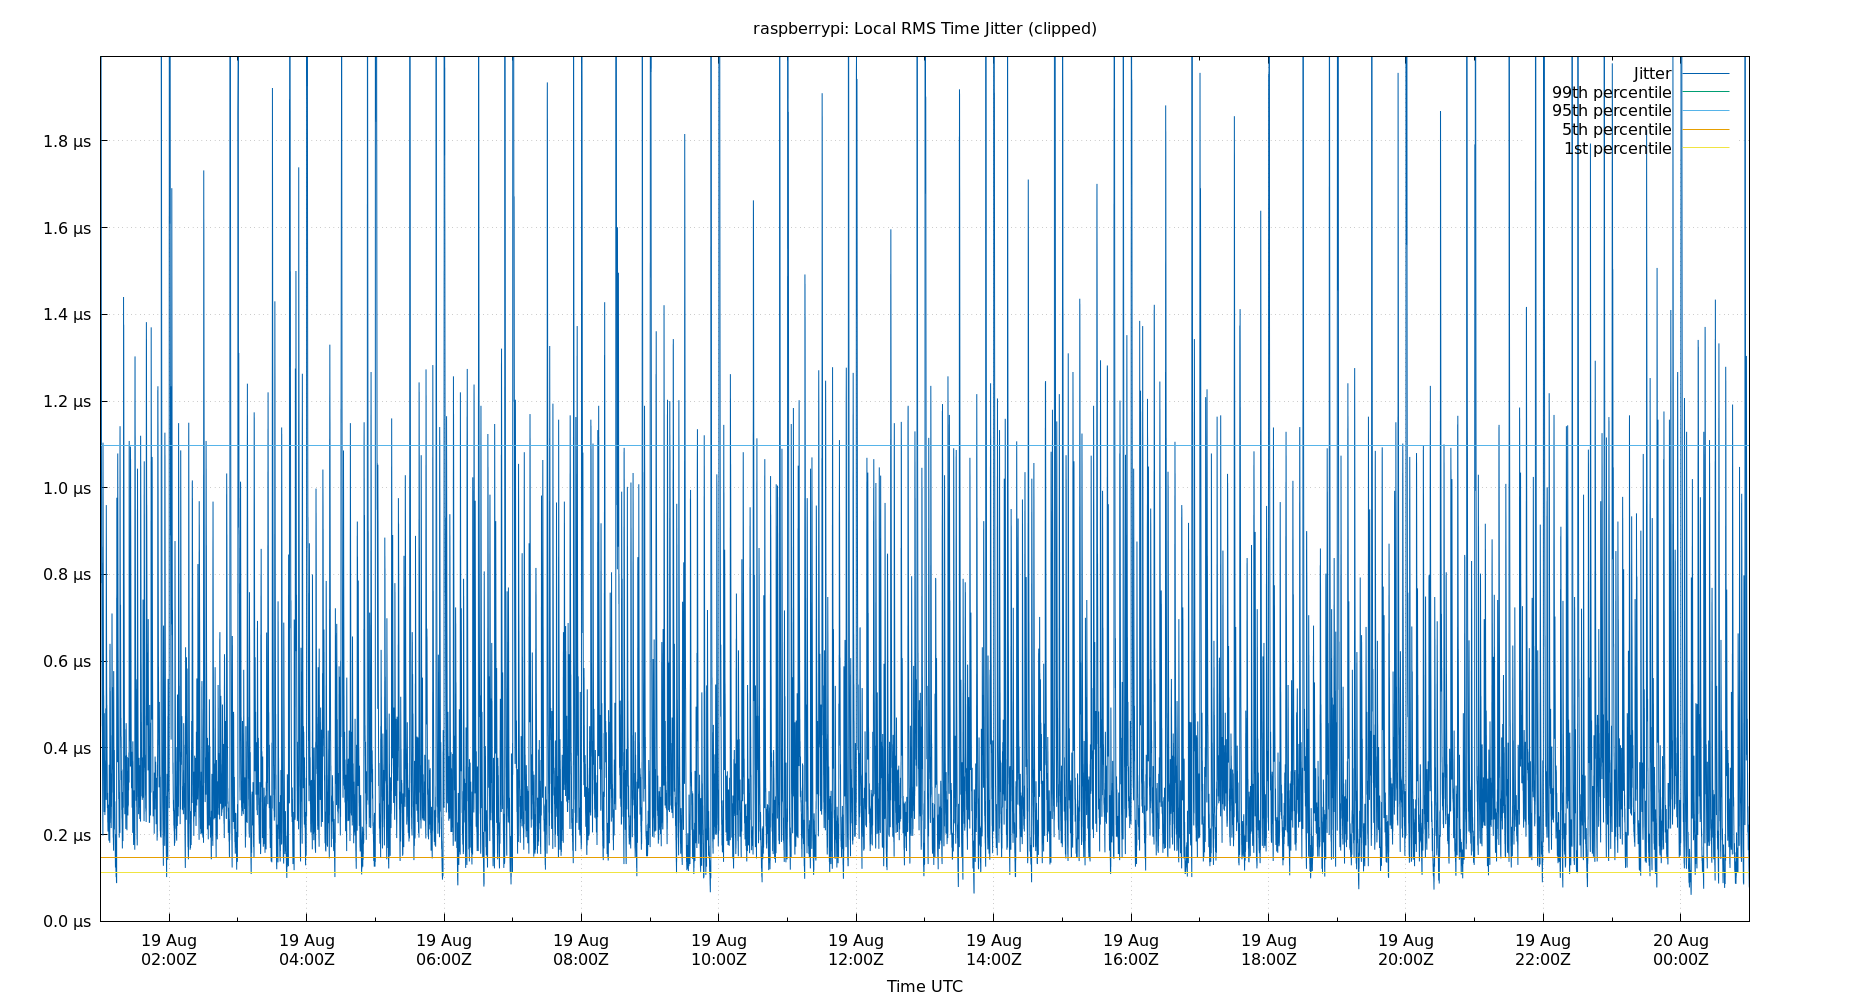 raspberrypi: Local RMS Time Jitter (clipped)
Jitter
99th percentile
95th percentile
5th percentile
1st percentile
1.8 µs
1.6 µs
1.4 µs
1.2 µs
1.0 µs
0.8 µs
0.6 µs
0.4 µs
0.2 µs
0.0 µs
19 Aug 19 Aug 19 Aug 19 Aug 19 Aug 19 Aug 19 Aug 19 Aug 19 Aug 19 Aug 19 Aug 20 Aug
02:00Z 04:00Z 06:00Z 08:00Z 10:00Z 12:00Z 14:00Z 16:00Z 18:00Z 20:00Z 22:00Z 00:00Z
Time UTC